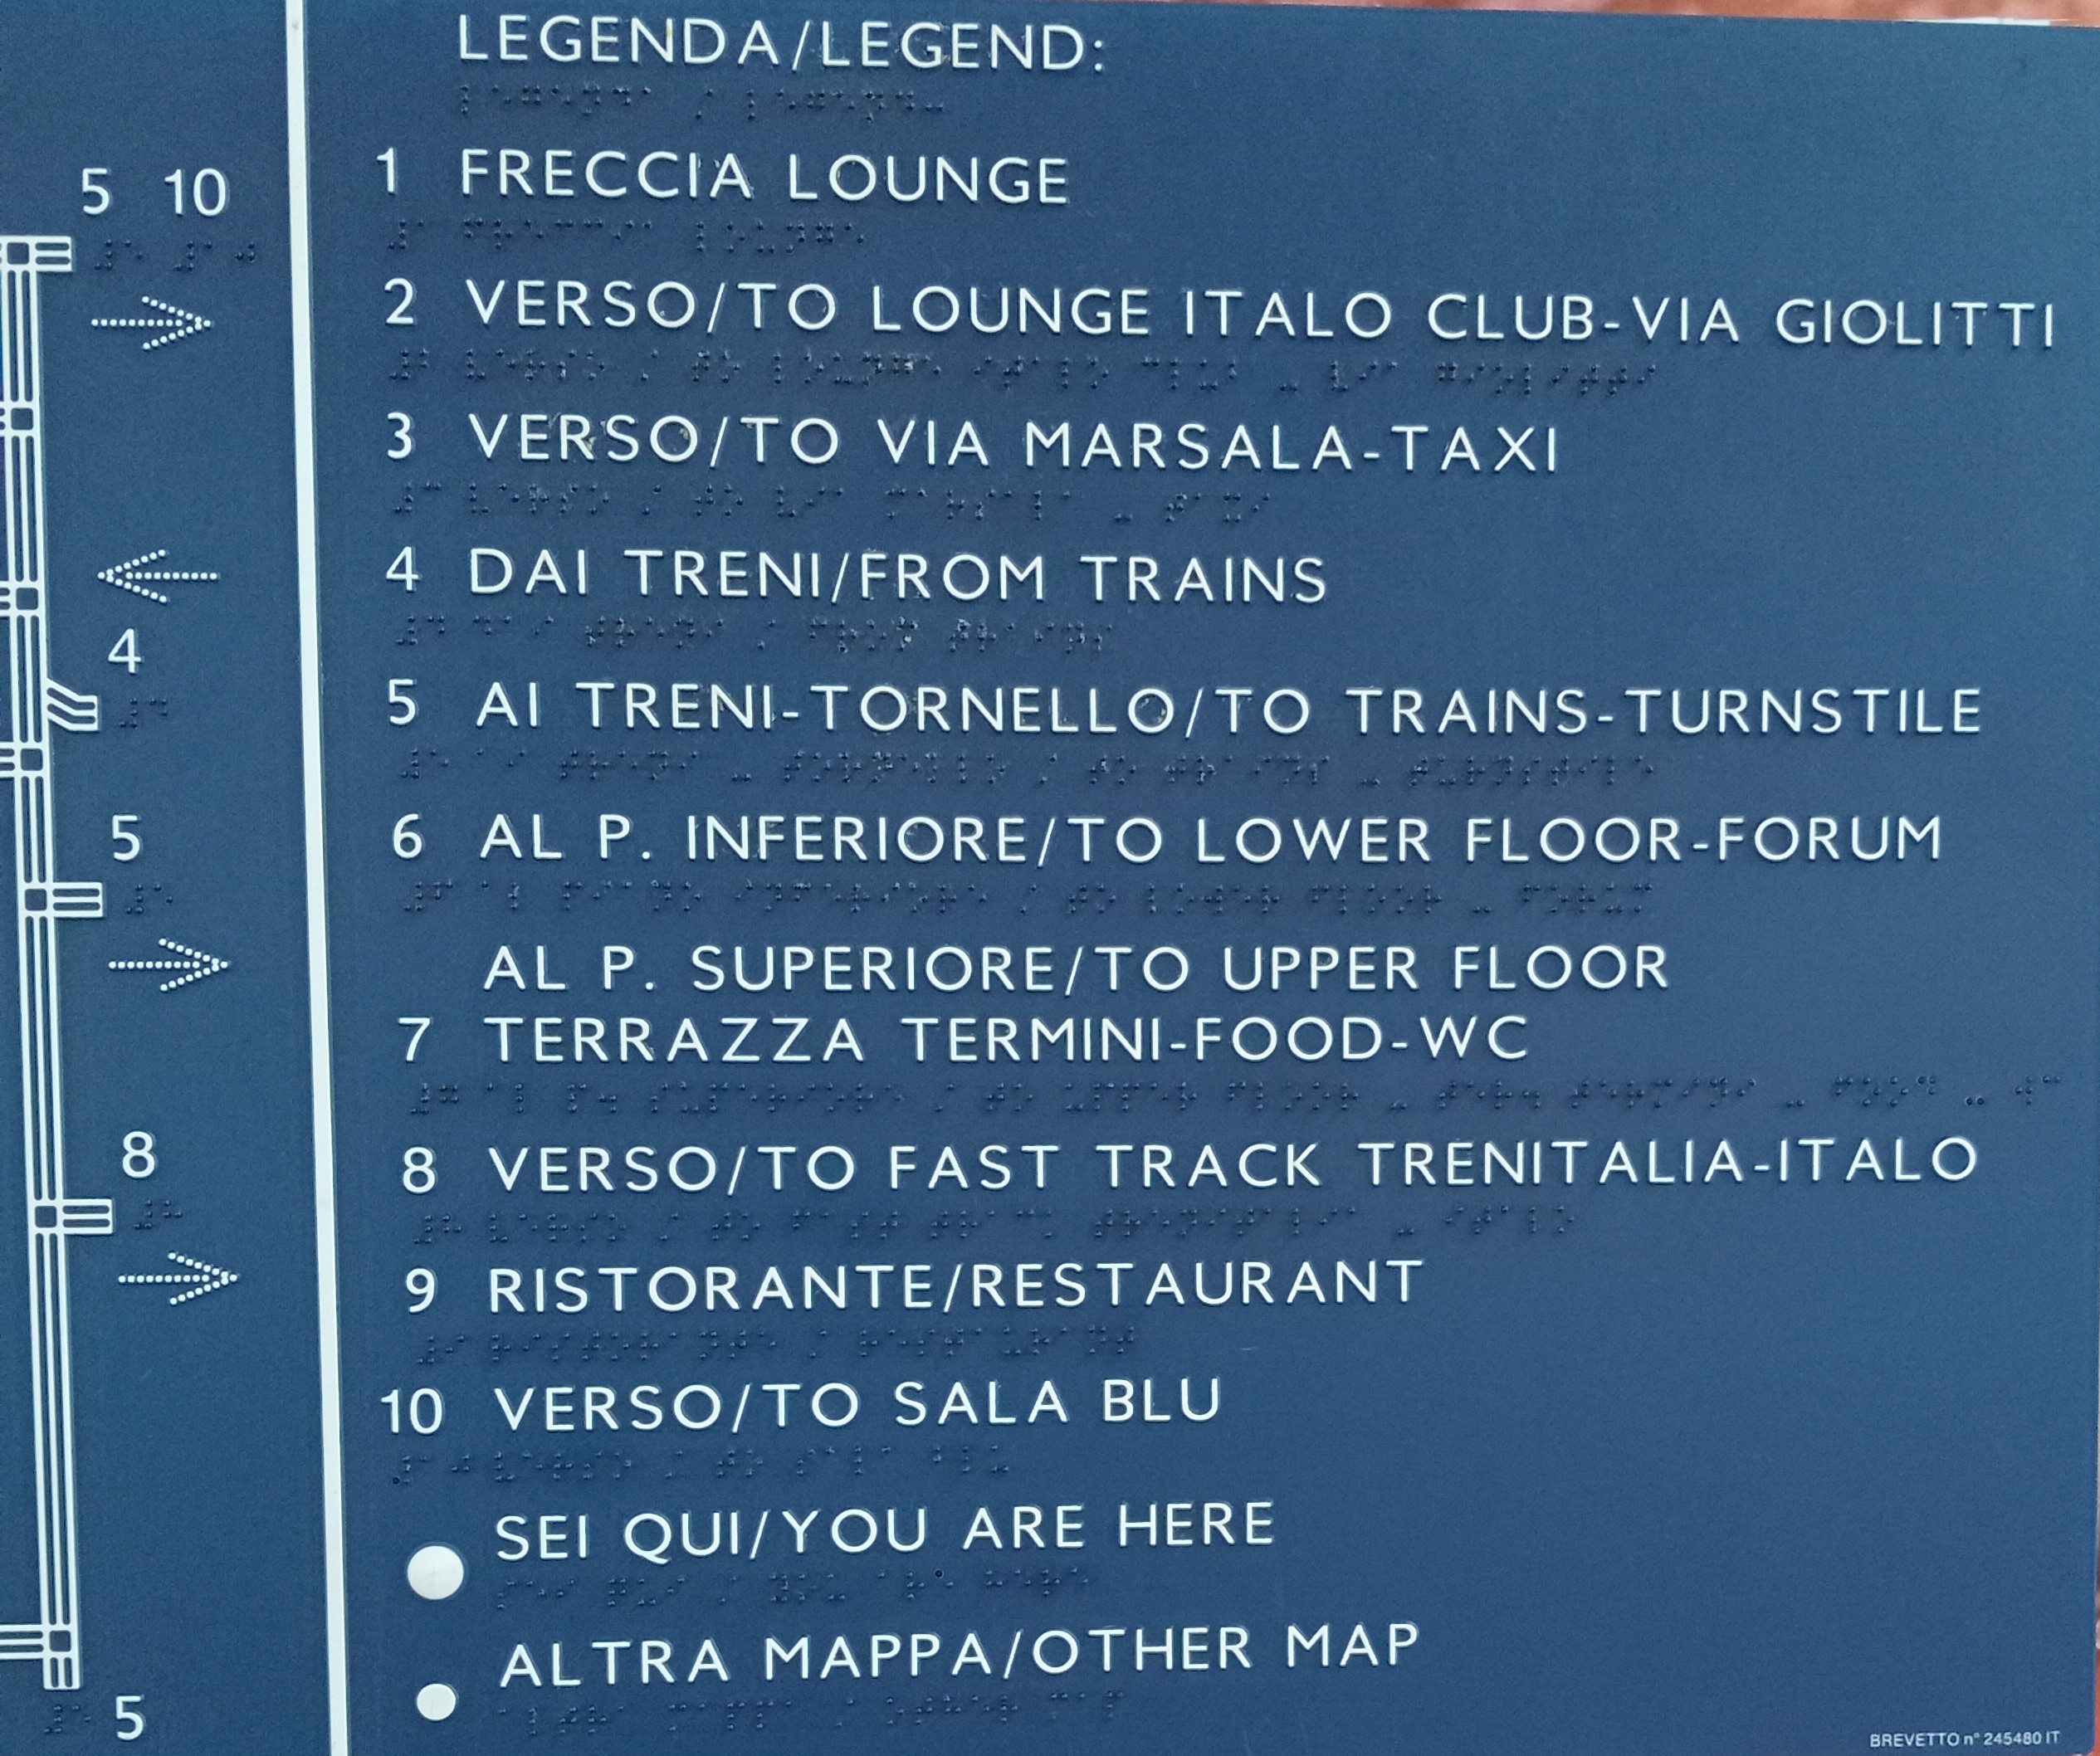 LEGENDA/LEGEND:
1 FRECCIA LOUNGE
2 VERSO/TO LOUNGE ITALO CLUB-VIA GIOLITTI
3 VERSO/TO VIA MARSALA-TAXI
4 DAI TRENI/FROM TRAINS
5 AI TRENI-TORNELLO/TO TRAINS-TURNSTILE
6 AL P. INFERIORE/TO LOWER FLOOR-FORUM
AL P. SUPERIORE/TO UPPER FLOOR
7 TERRAZZA TERMINI-FOOD-WC
8 VERSO/TO FAST TRACK TRENITALIA-ITALO
9 RISTORANTE/RESTAURANT
10 VERSO/TO SALA BLU
SEI QUI/YOU ARE HERE
ALTRA MAPPA/OTHER MAP
BREVETTO n° 245480 IT
5 10
4
5
8
5